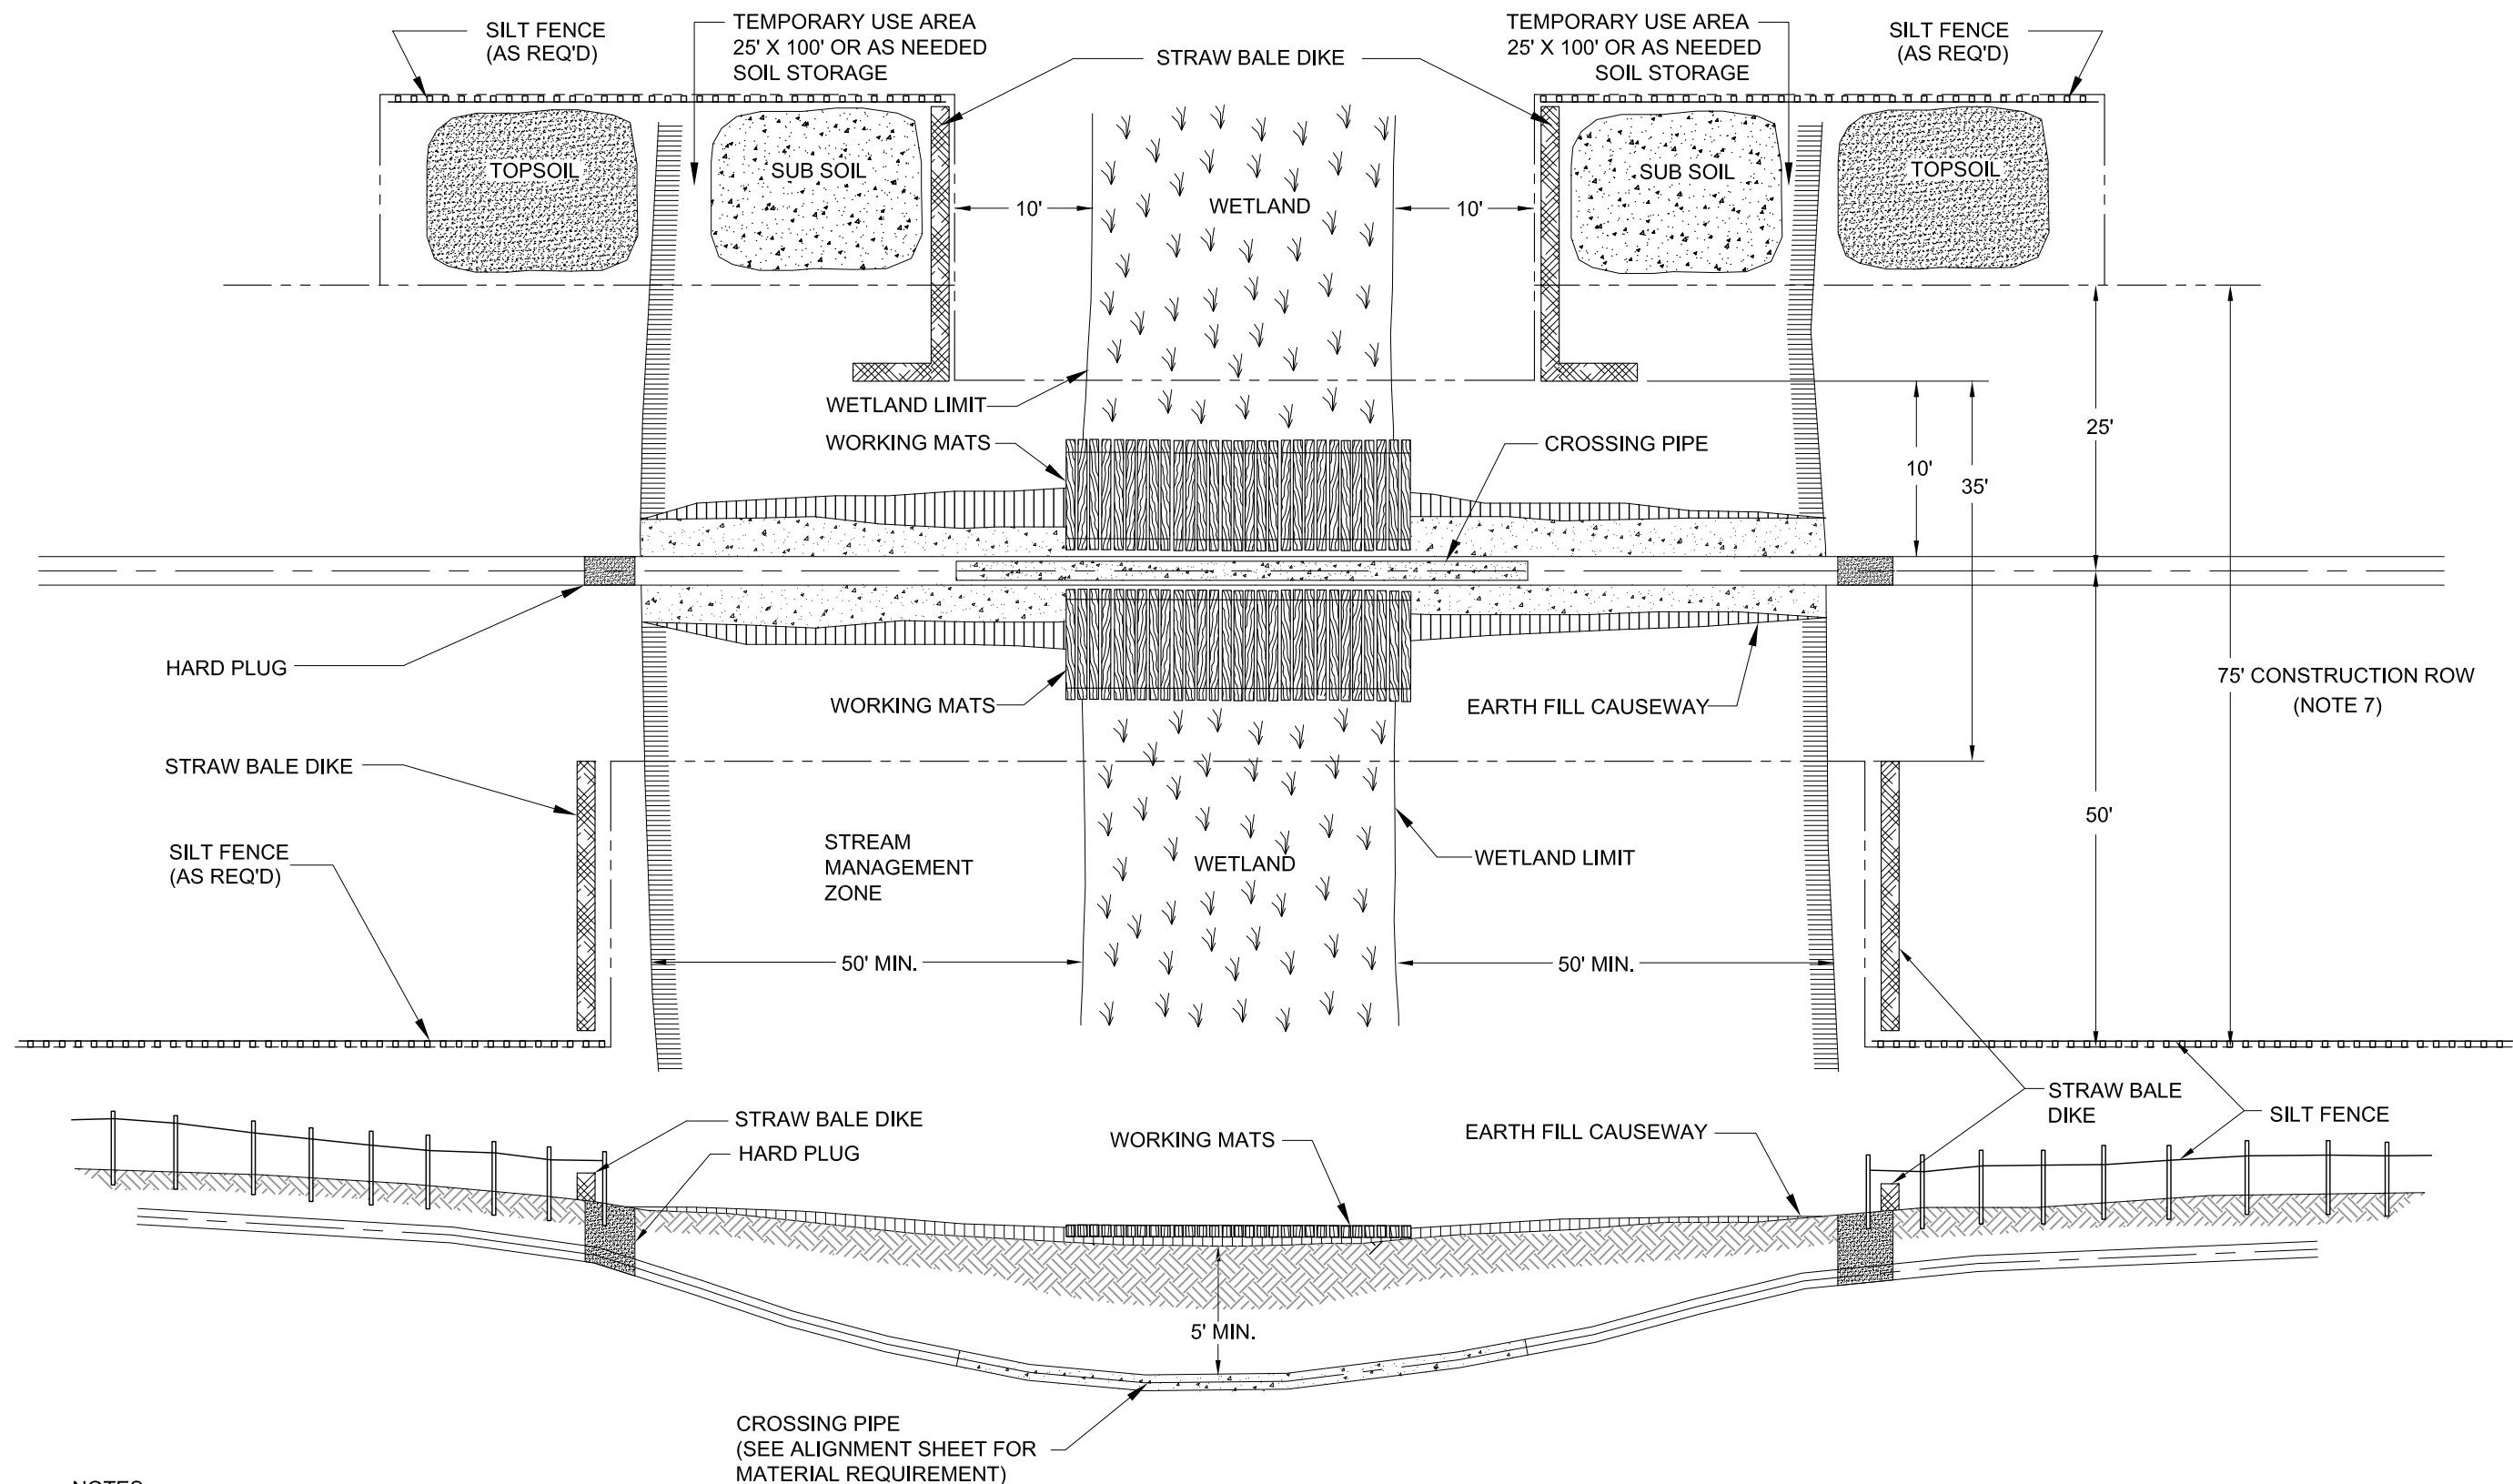 SILT FENCE
(AS REQ'D)
TEMPORARY USE AREA
25' X 100' OR AS NEEDED
SOIL STORAGE
STRAW BALE DIKE
TEMPORARY USE AREA
25' X 100' OR AS NEEDED
SOIL STORAGE
SILT FENCE
(AS REQ'D)
TOPSOIL
SUB SOIL
10'
WETLAND
10'
SUB SOIL
TOPSOIL
WETLAND LIMIT
WORKING MATS
CROSSING PIPE
10'
35'
25'
HARD PLUG
WORKING MATS
EARTH FILL CAUSEWAY
75' CONSTRUCTION ROW
(NOTE 7)
STRAW BALE DIKE
SILT FENCE
(AS REQ'D)
STREAM
MANAGEMENT
ZONE
WETLAND
WETLAND LIMIT
50'
50' MIN.
50' MIN.
STRAW BALE DIKE
HARD PLUG
WORKING MATS
EARTH FILL CAUSEWAY
STRAW BALE
DIKE
SILT FENCE
5' MIN.
CROSSING PIPE
(SEE ALIGNMENT SHEET FOR
MATERIAL REQUIREMENT)
NOTES